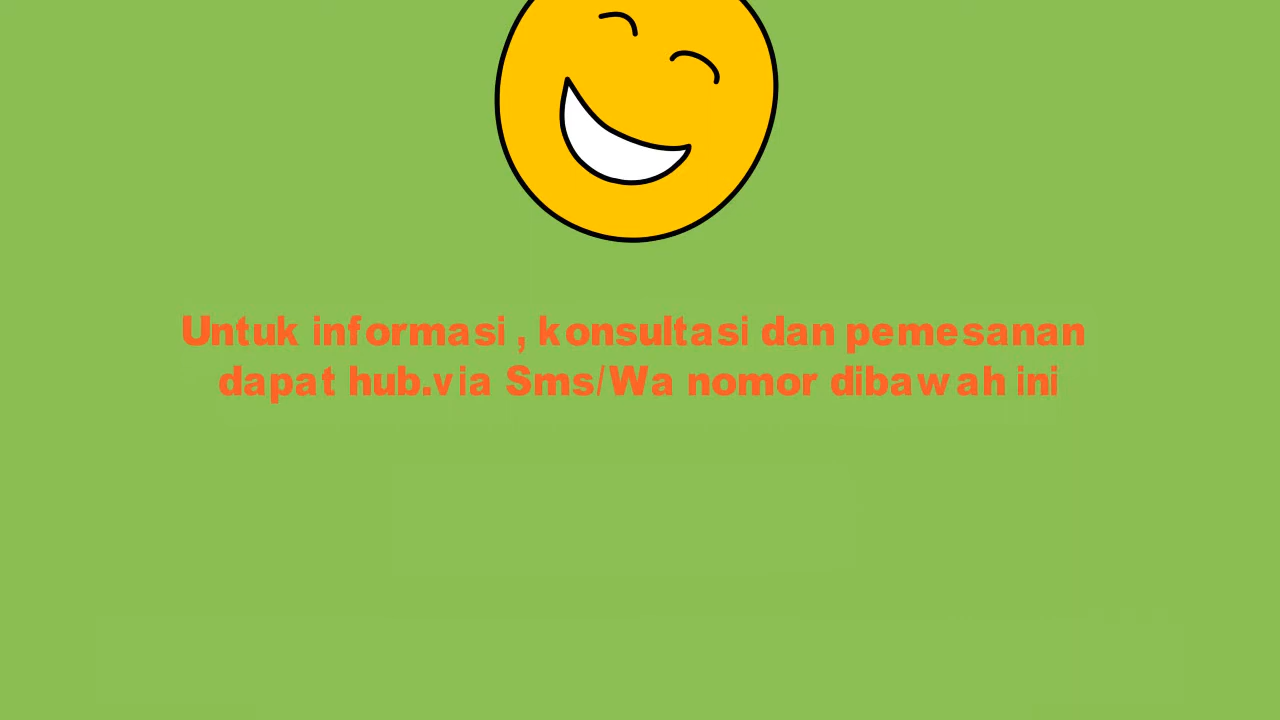 Untuk informasi , konsultasi dan pemesanan
dapat hub.via Sms/Wa nomor dibawah ini